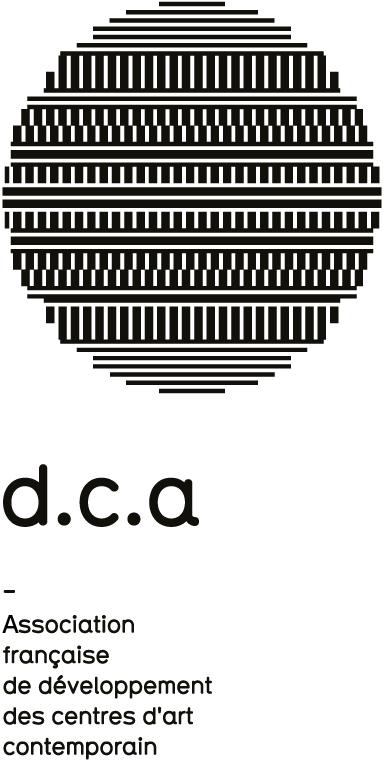 d.c.a
–
Association
française
de développement
des centres d'art
contemporain